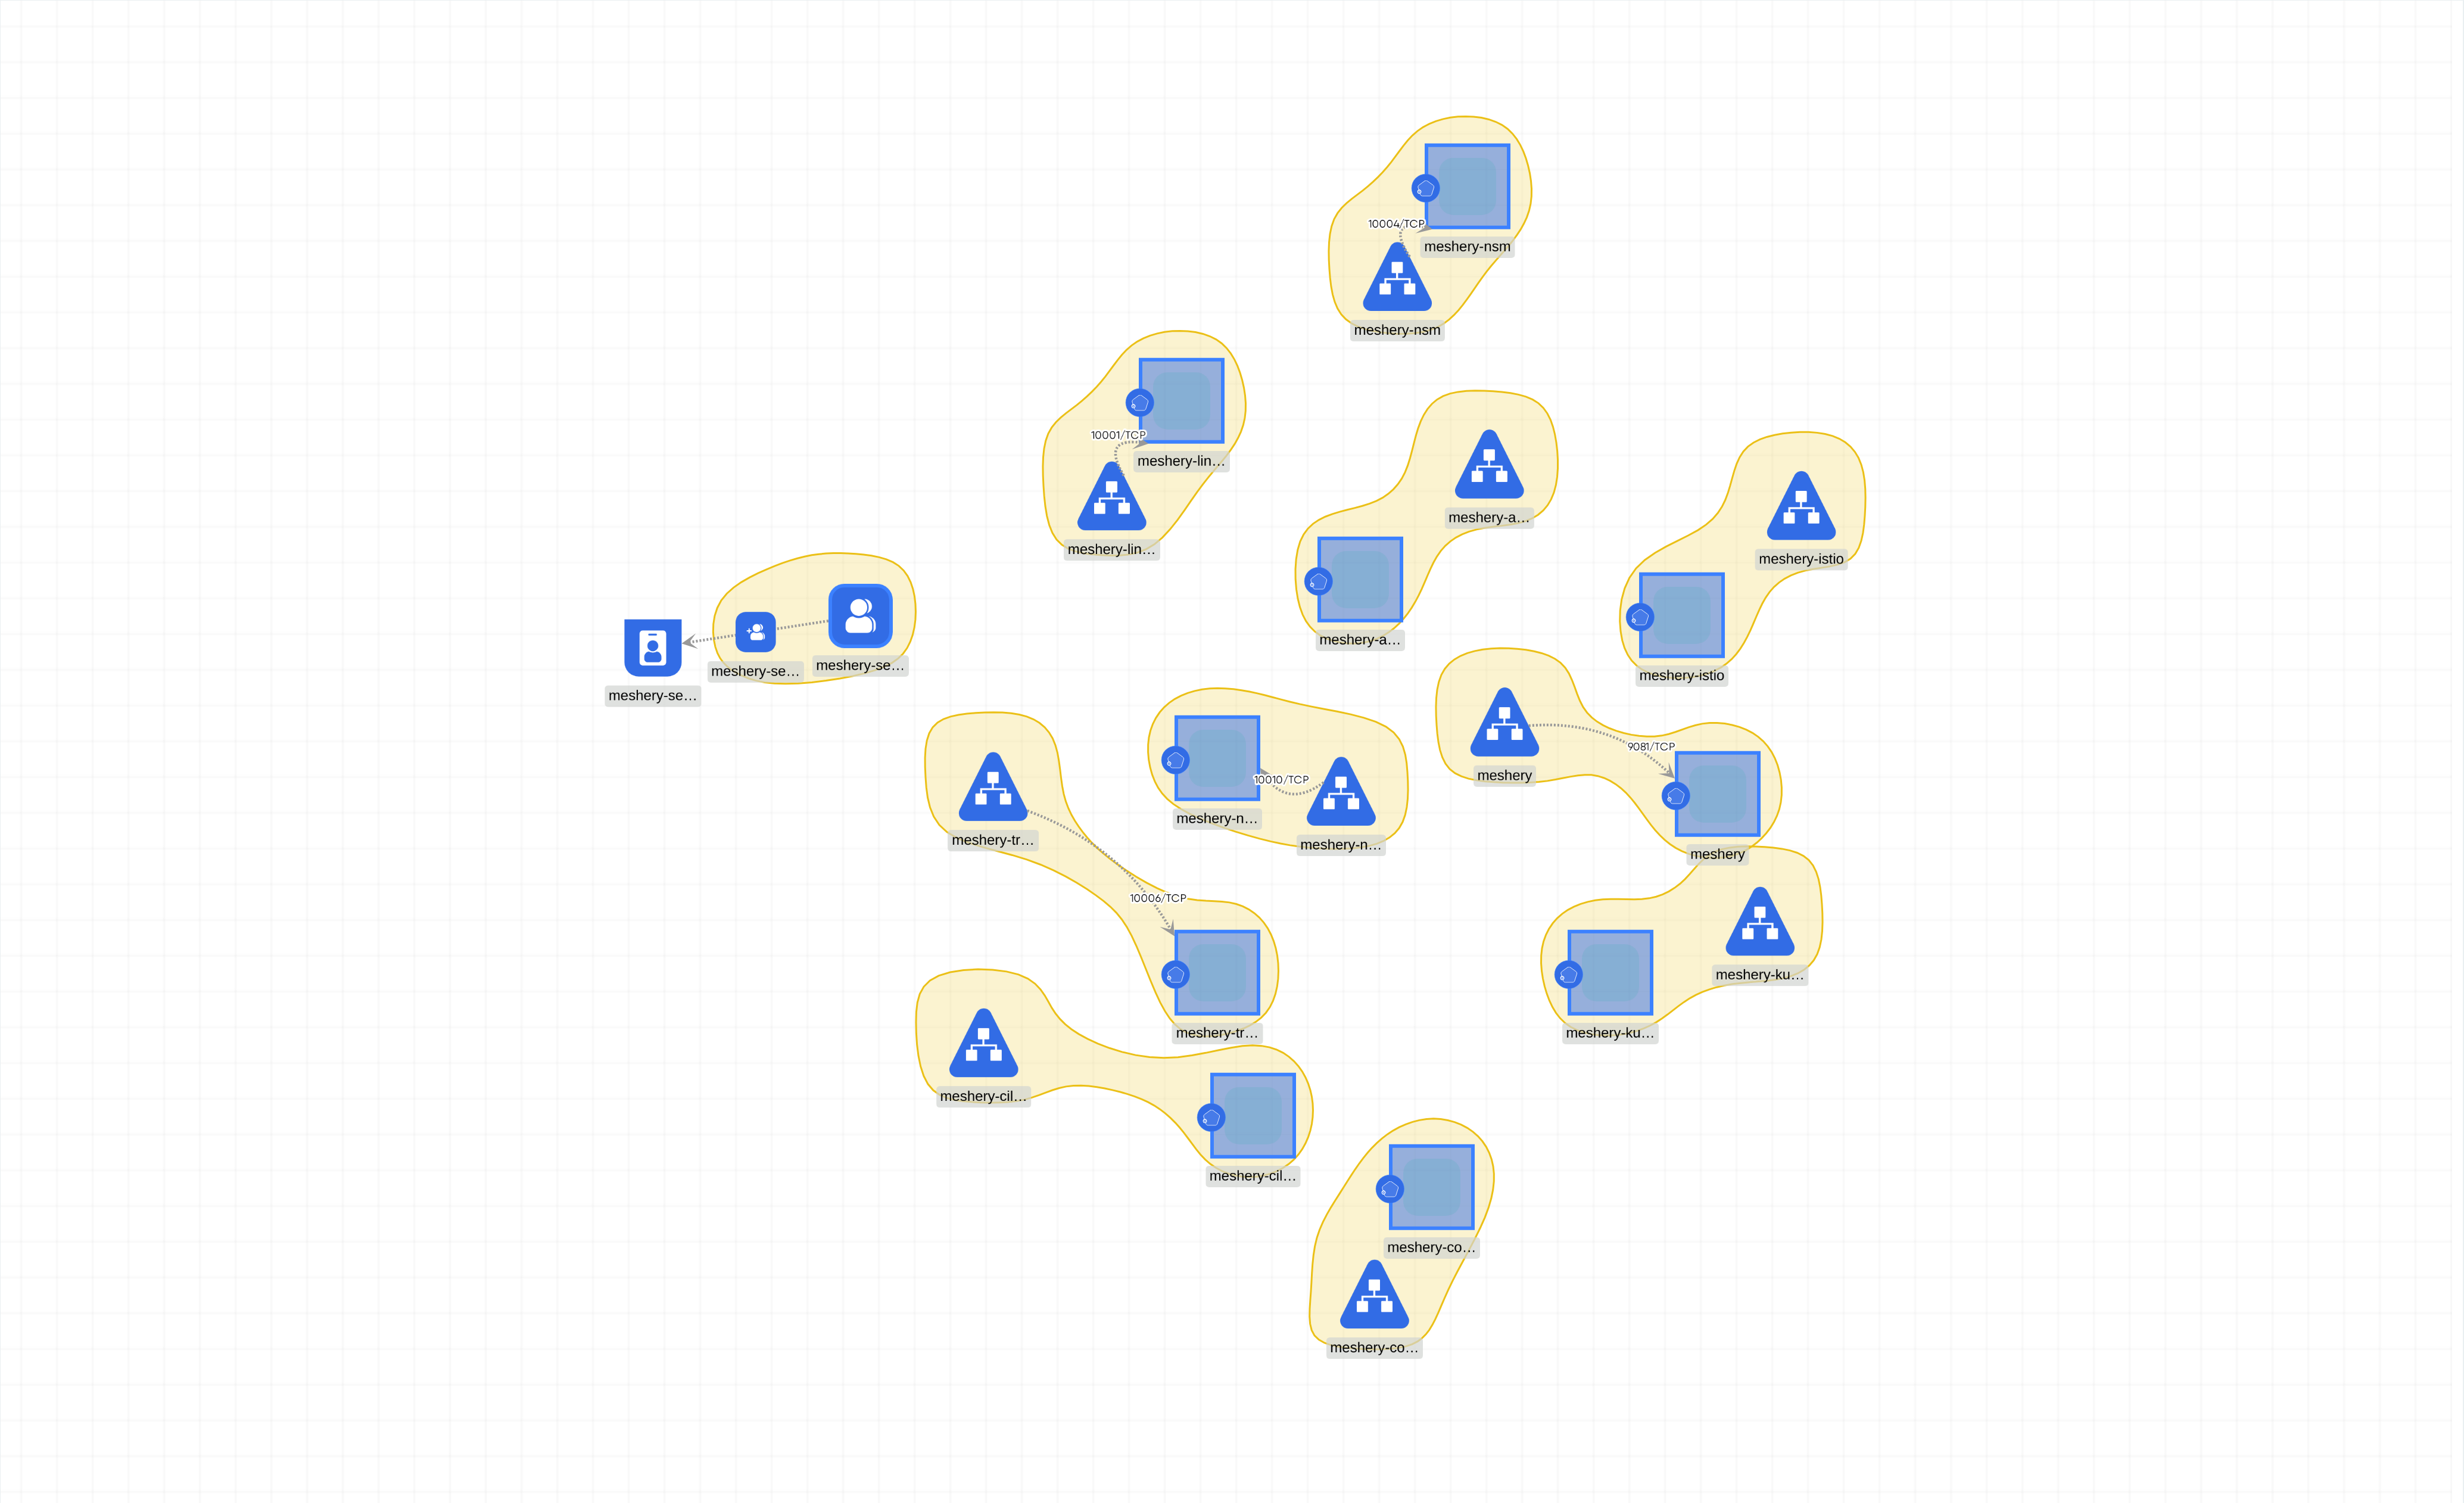 10004/TCP
meshery-nsm
meshery-nsm
10001/TCP
meshery-lin…
meshery-lin…
meshery-a…
meshery-a…
meshery-istio
meshery-istio
meshery-se…
meshery-se…
meshery-se…
meshery-tr…
10006/TCP
meshery-tr…
meshery-n…
10010/TCP
meshery-n…
meshery
9081/TCP
meshery
meshery-ku…
meshery-ku…
meshery-cil…
meshery-cil…
meshery-co…
meshery-co…